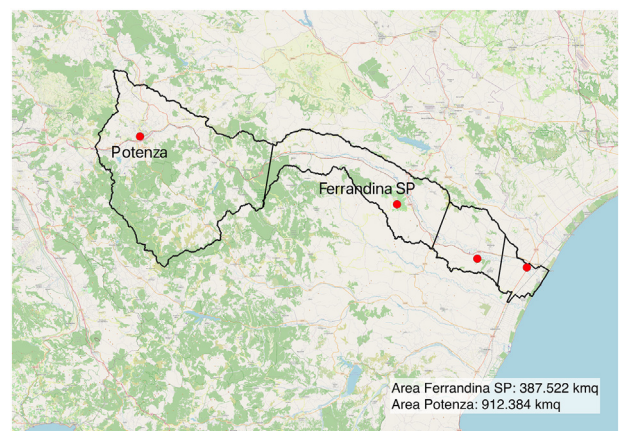 Potenza
Ferrandina SP
Area Ferrandina SP: 387.522 kmq
Area Potenza: 912.384 kmq